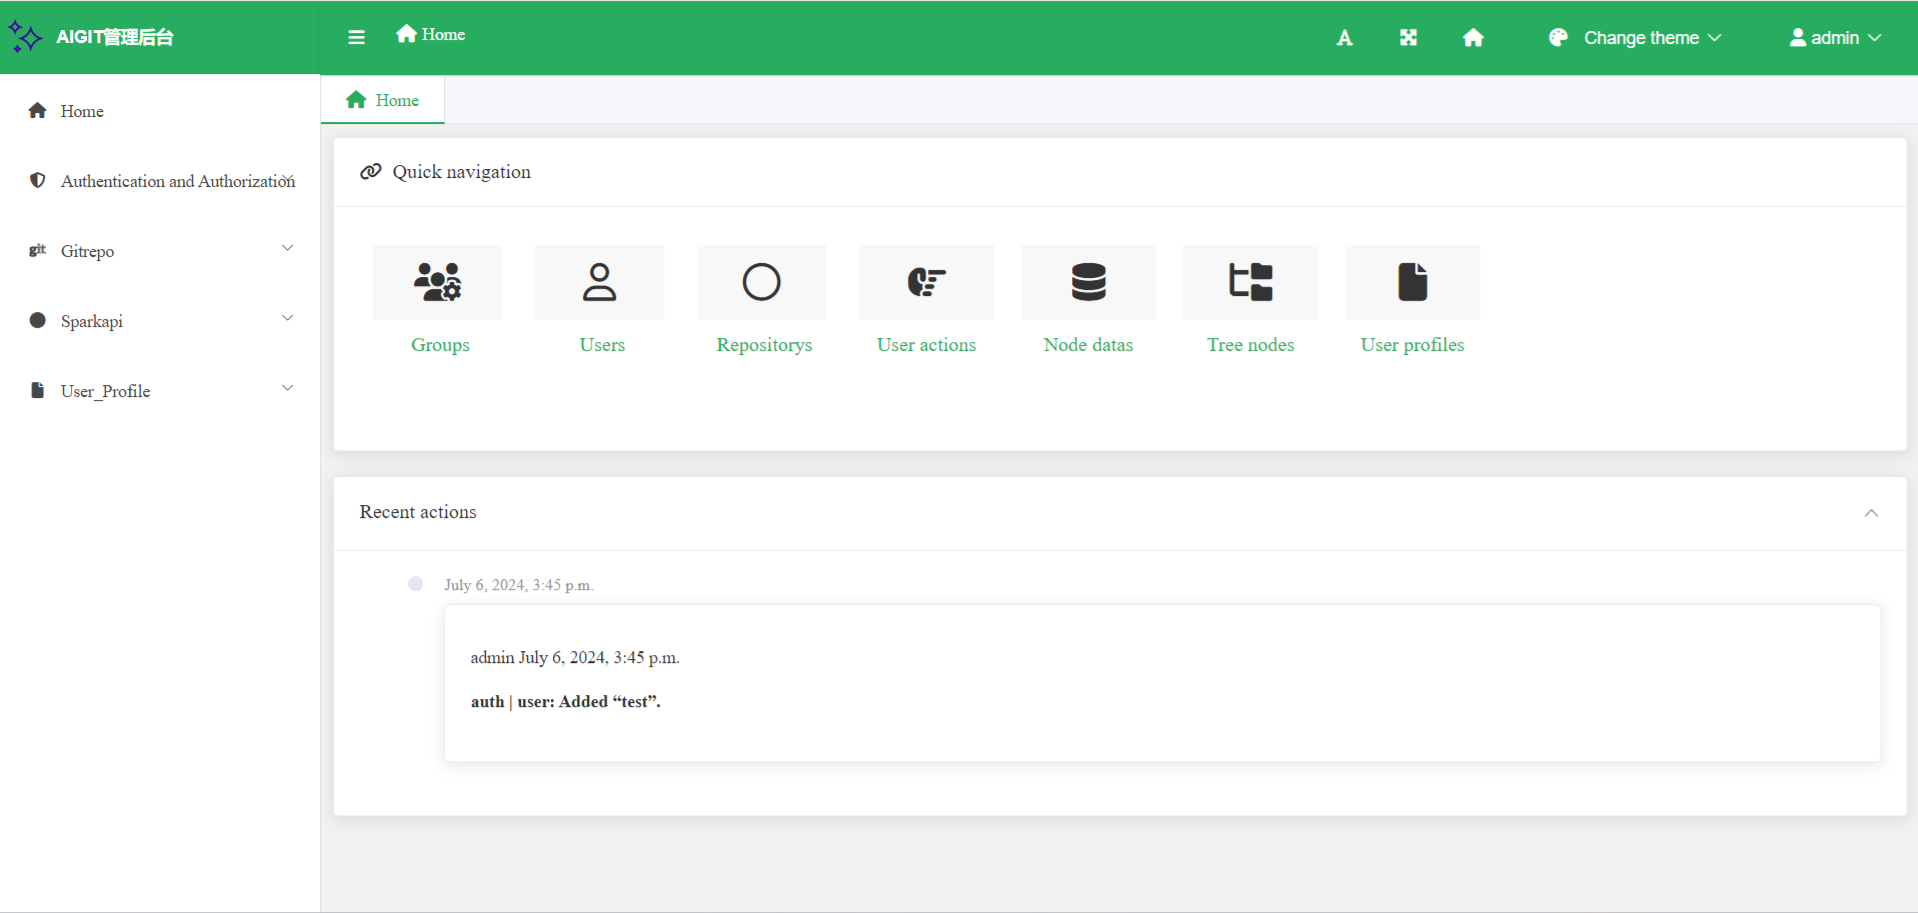 AIGIT管理后台
Home
A
Change theme
admin
Home
Authentication and Authorization
git Gitrepo
Sparkapi
User_Profile
Home
Quick navigation
Groups
Users
Repositorys
User actions
Node datas
Tree nodes
User profiles
Recent actions
July 6, 2024, 3:45 p.m.
admin July 6, 2024, 3:45 p.m.
auth | user: Added “test”.